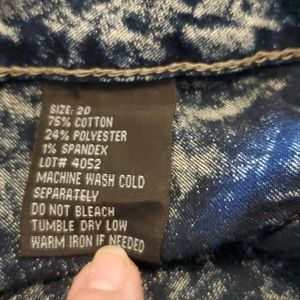 SIZE: 20
75% COTTON
24% POLYESTER
1% SPANDEX
LOT# 4052
MACHINE WASH COLD
SEPARATELY
DO NOT BLEACH
TUMBLE DRY LOW
WARM IRON IF NEEDED